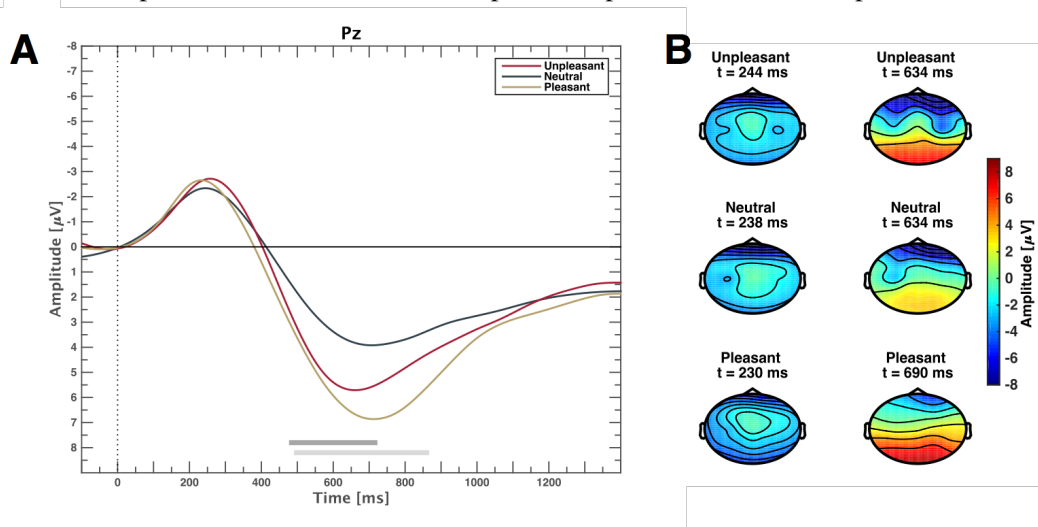 A
Pz
Unpleasant
Neutral
Pleasant
-8
-7
-6
-5
-4
-3
-2
-1
0
1
2
3
4
5
6
7
8
Amplitude [μV]
0 200 400 600 800 1000 1200
Time [ms]
B
Unpleasant
t = 244 ms
Unpleasant
t = 634 ms
Neutral
t = 238 ms
Neutral
t = 634 ms
Pleasant
t = 230 ms
Pleasant
t = 690 ms
8
6
4
2
0
-2
-4
-6
-8
Amplitude [μV]